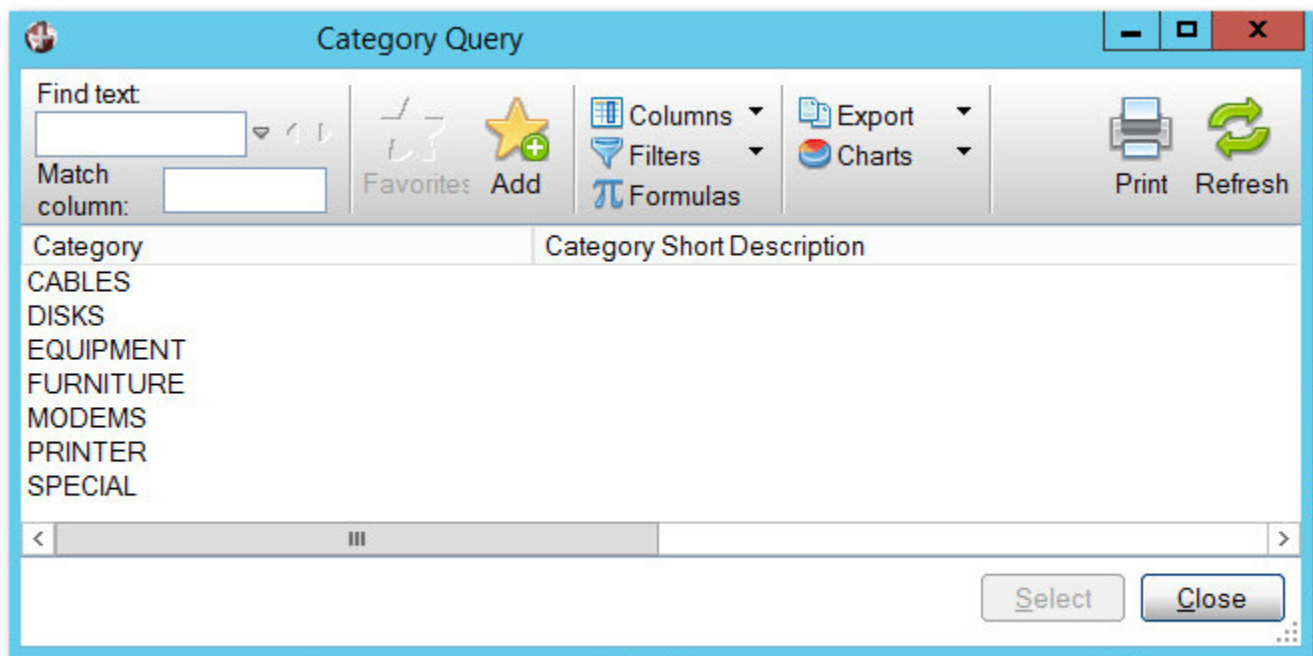 Category Query
Find text:
Match
column:
Favorites
Add
Columns
Filters
Formulas
Export
Charts
Print
Refresh
Category
Category Short Description
CABLES
DISKS
EQUIPMENT
FURNITURE
MODEMS
PRINTER
SPECIAL
Select
Close